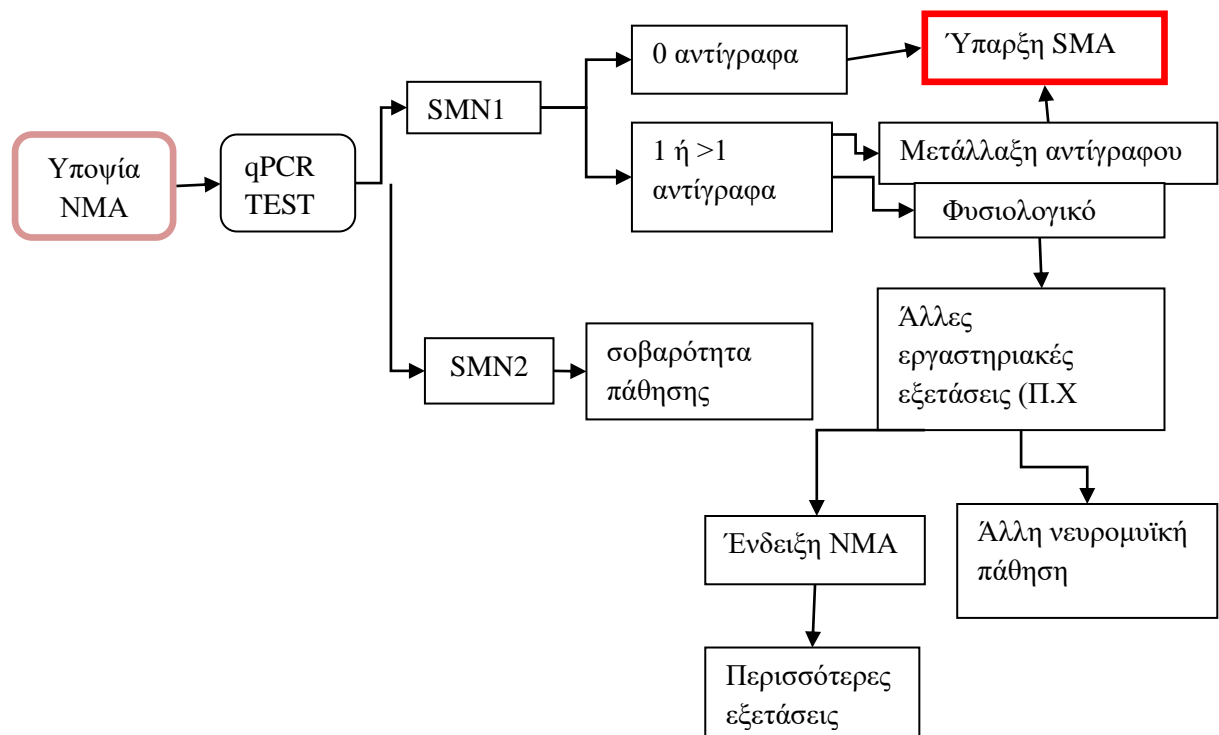 Υποψία
ΝΜΑ
qPCR
TEST
SMN1
0 αντίγραφα
Ύπαρξη SMA
1 ή >1
αντίγραφα
Μετάλλαξη αντίγραφου
Φυσιολογικό
SMN2
σοβαρότητα
πάθησης
Άλλες
εργαστηριακές
εξετάσεις (Π.Χ
Ένδειξη ΝΜΑ
Άλλη νευρομυϊκή
πάθηση
Περισσότερες
εξετάσεις